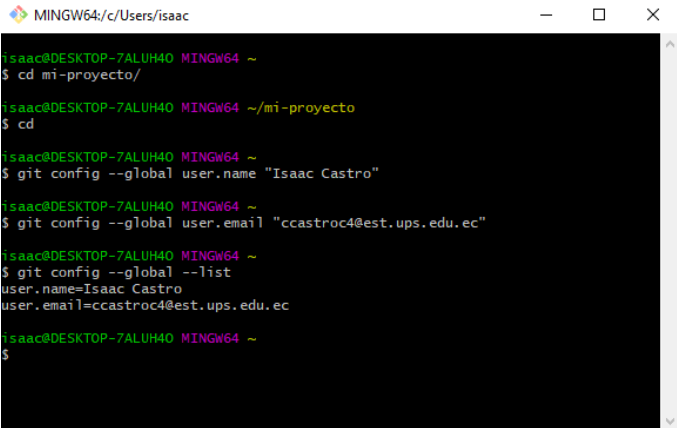 MINGW64:/c/Users/isaac
isaac@DESKTOP-7ALUH4O MINGW64 ~
$ cd mi-proyecto/
isaac@DESKTOP-7ALUH4O MINGW64 ~/mi-proyecto
$ cd
isaac@DESKTOP-7ALUH4O MINGW64 ~
$ git config --global user.name "Isaac Castro"
isaac@DESKTOP-7ALUH4O MINGW64 ~
$ git config --global user.email "ccastroc4@est.ups.edu.ec"
isaac@DESKTOP-7ALUH4O MINGW64 ~
$ git config --global --list
user.name=Isaac Castro
user.email=ccastroc4@est.ups.edu.ec
isaac@DESKTOP-7ALUH4O MINGW64 ~
$